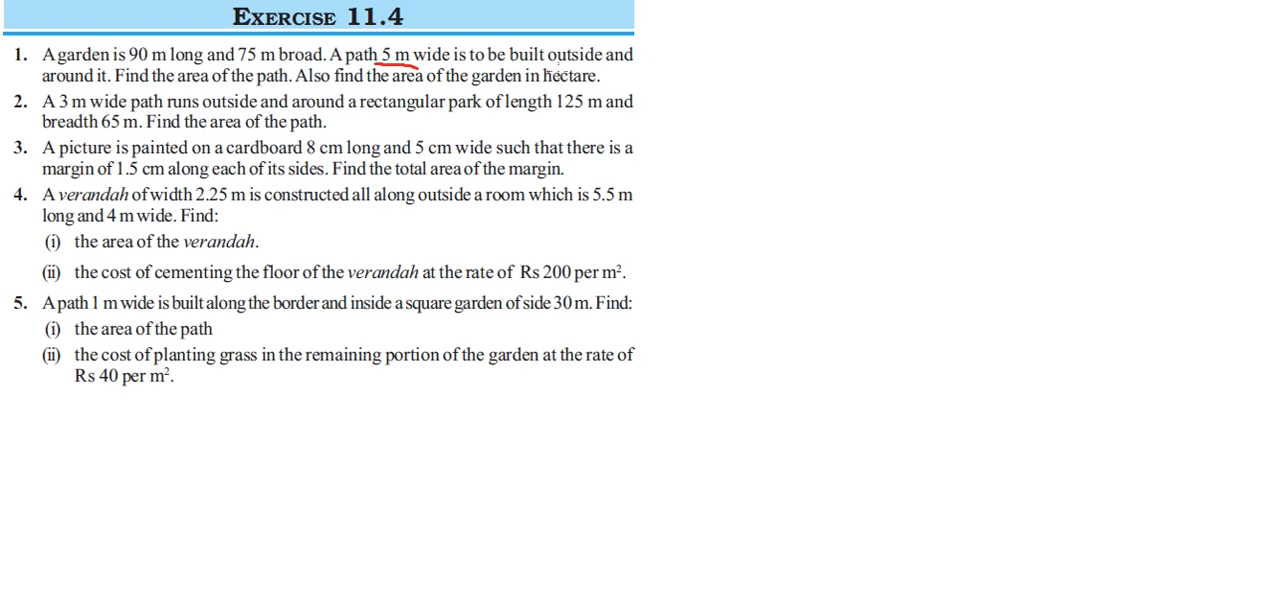 EXERCISE 11.4
1. A garden is 90 m long and 75 m broad. A path 5 m wide is to be built outside and
around it. Find the area of the path. Also find the area of the garden in hectare.
2. A 3 m wide path runs outside and around a rectangular park of length 125 m and
breadth 65 m. Find the area of the path.
3. A picture is painted on a cardboard 8 cm long and 5 cm wide such that there is a
margin of 1.5 cm along each of its sides. Find the total area of the margin.
4. A verandah of width 2.25 m is constructed all along outside a room which is 5.5 m
long and 4 m wide. Find:
(i) the area of the verandah.
(ii) the cost of cementing the floor of the verandah at the rate of Rs 200 per m².
5. A path 1 m wide is built along the border and inside a square garden of side 30 m. Find:
(i) the area of the path
(ii) the cost of planting grass in the remaining portion of the garden at the rate of
Rs 40 per m².